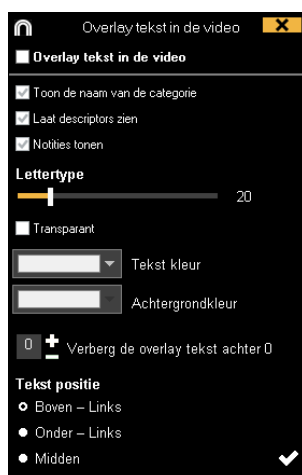 Overlay tekst in de video
Overlay tekst in de video
Toon de naam van de categorie
Laat descriptors zien
Notities tonen
Lettertype
20
Transparant
Tekst kleur
Achtergrondkleur
0 Verberg de overlay tekst achter 0
Tekst positie
Boven – Links
Onder – Links
Midden